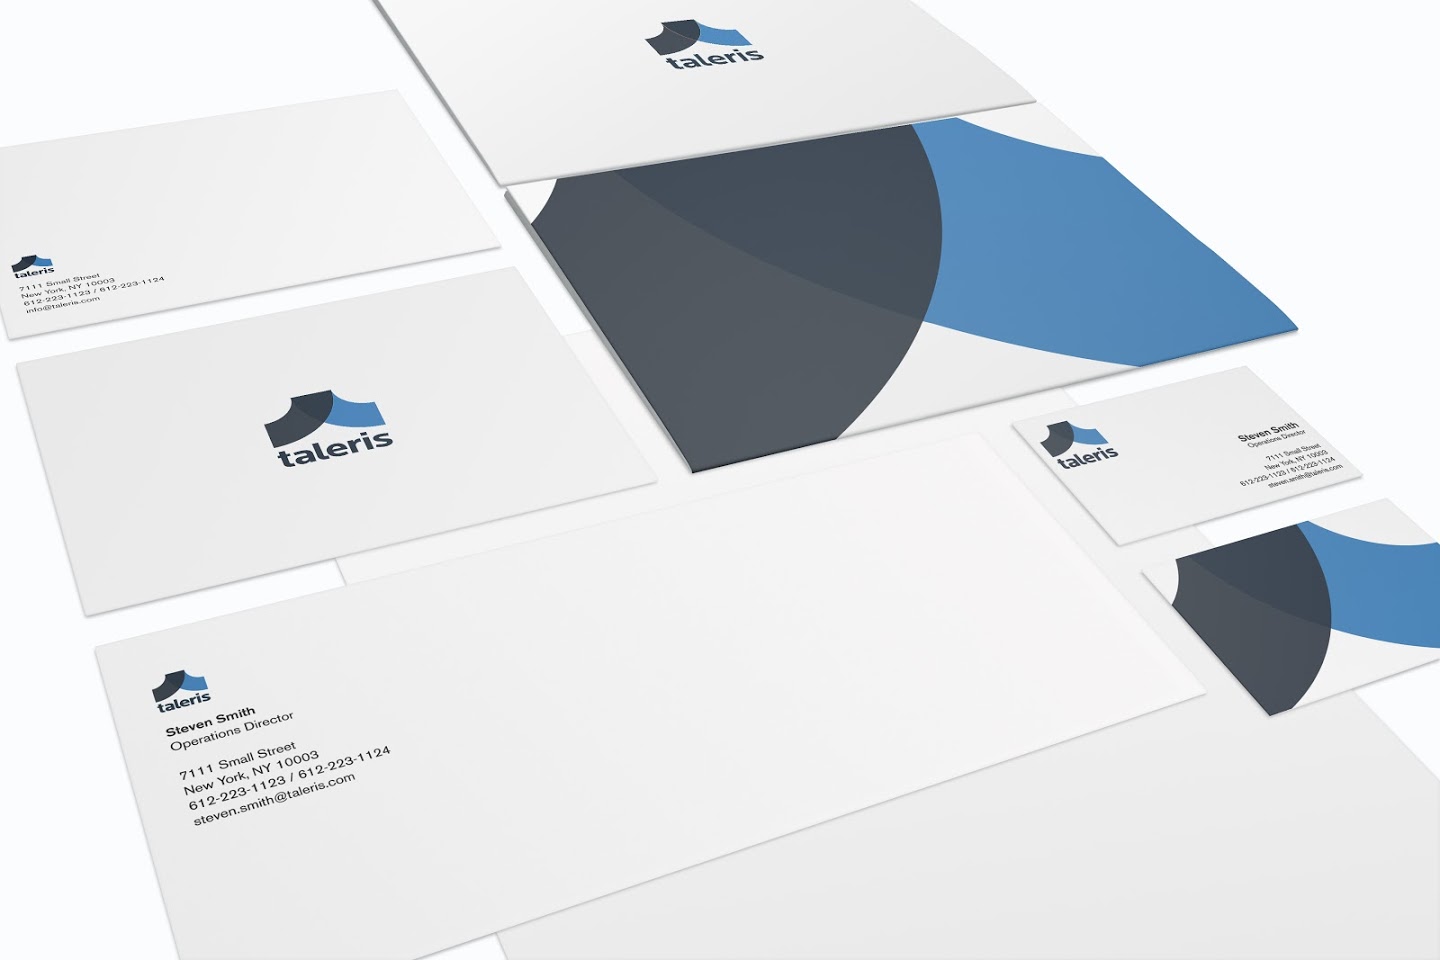 taleris
taleris
7111 Small Street
New York, NY 10003
612-223-1123 / 612-223-1124
info@taleris.com
taleris
taleris
Steven Smith
Operations Director
7111 Small Street
New York, NY 10003
612-223-1123 / 612-223-1124
steven.smith@taleris.com
taleris
Steven Smith
Operations Director
7111 Small Street
New York, NY 10003
612-223-1123 / 612-223-1124
steven.smith@taleris.com